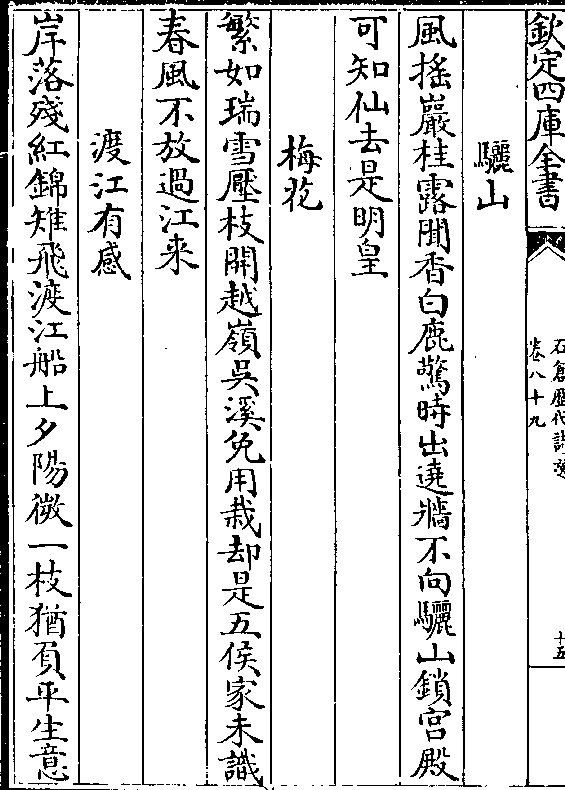 欽定四庫全書
石倉歷代詩選
卷八十九
十五
驪山
風搖巖桂露聞香白鹿驚時出遶牆不向驪山鎖宮殿
可知仙去是明皇
梅花
繁如瑞雪壓枝開越嶺吳溪免用栽却是五侯家未識
春風不放過江来
渡江有感
岸落殘紅錦雉飛渡江船上夕陽微一枝猶負平生意